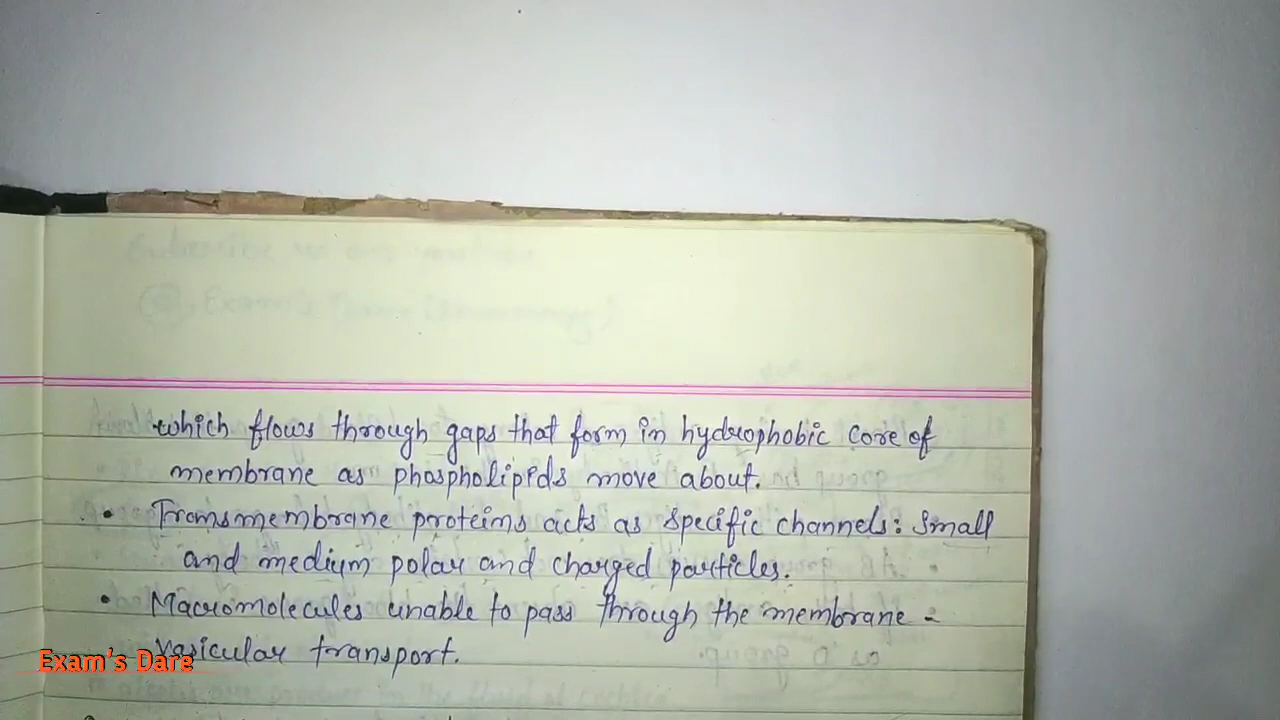 which flows through gaps that form in hydrophobic core of
membrane as phospholipids move about.
• Transmembrane proteins acts as specific channels: Small
and medium polar and charged particles.
• Macromolecules unable to pass through the membrane -
vasicular transport.
Exam's Dare